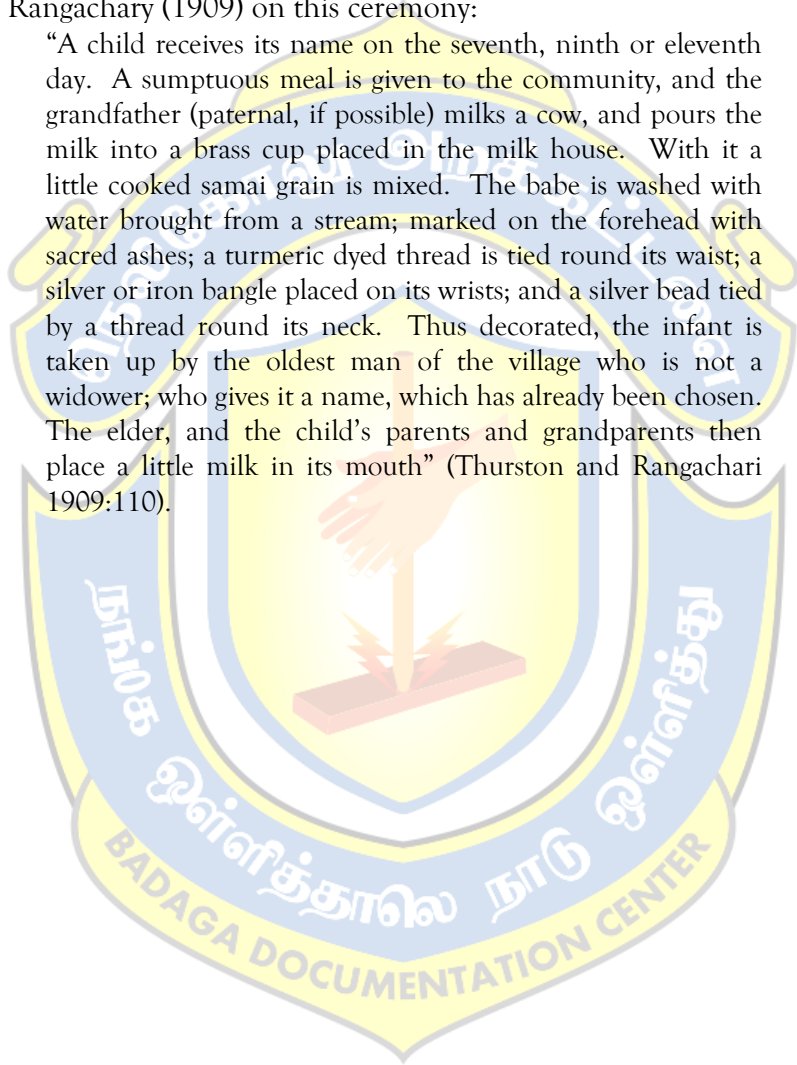 Rangachary (1909) on this ceremony:
“A child receives its name on the seventh, ninth or eleventh
day. A sumptuous meal is given to the community, and the
grandfather (paternal, if possible) milks a cow, and pours the
milk into a brass cup placed in the milk house. With it a
little cooked samai grain is mixed. The babe is washed with
water brought from a stream; marked on the forehead with
sacred ashes; a turmeric dyed thread is tied round its waist; a
silver or iron bangle placed on its wrists; and a silver bead tied
by a thread round its neck. Thus decorated, the infant is
taken up by the oldest man of the village who is not a
widower; who gives it a name, which has already been chosen.
The elder, and the child’s parents and grandparents then
place a little milk in its mouth” (Thurston and Rangachari
1909:110).
நெலிகோலு அறக்கட்டளை
நங்க ஒள்ளித்தாலெ நாடு ஒள்ளித்து
BADAGA DOCUMENTATION CENTER